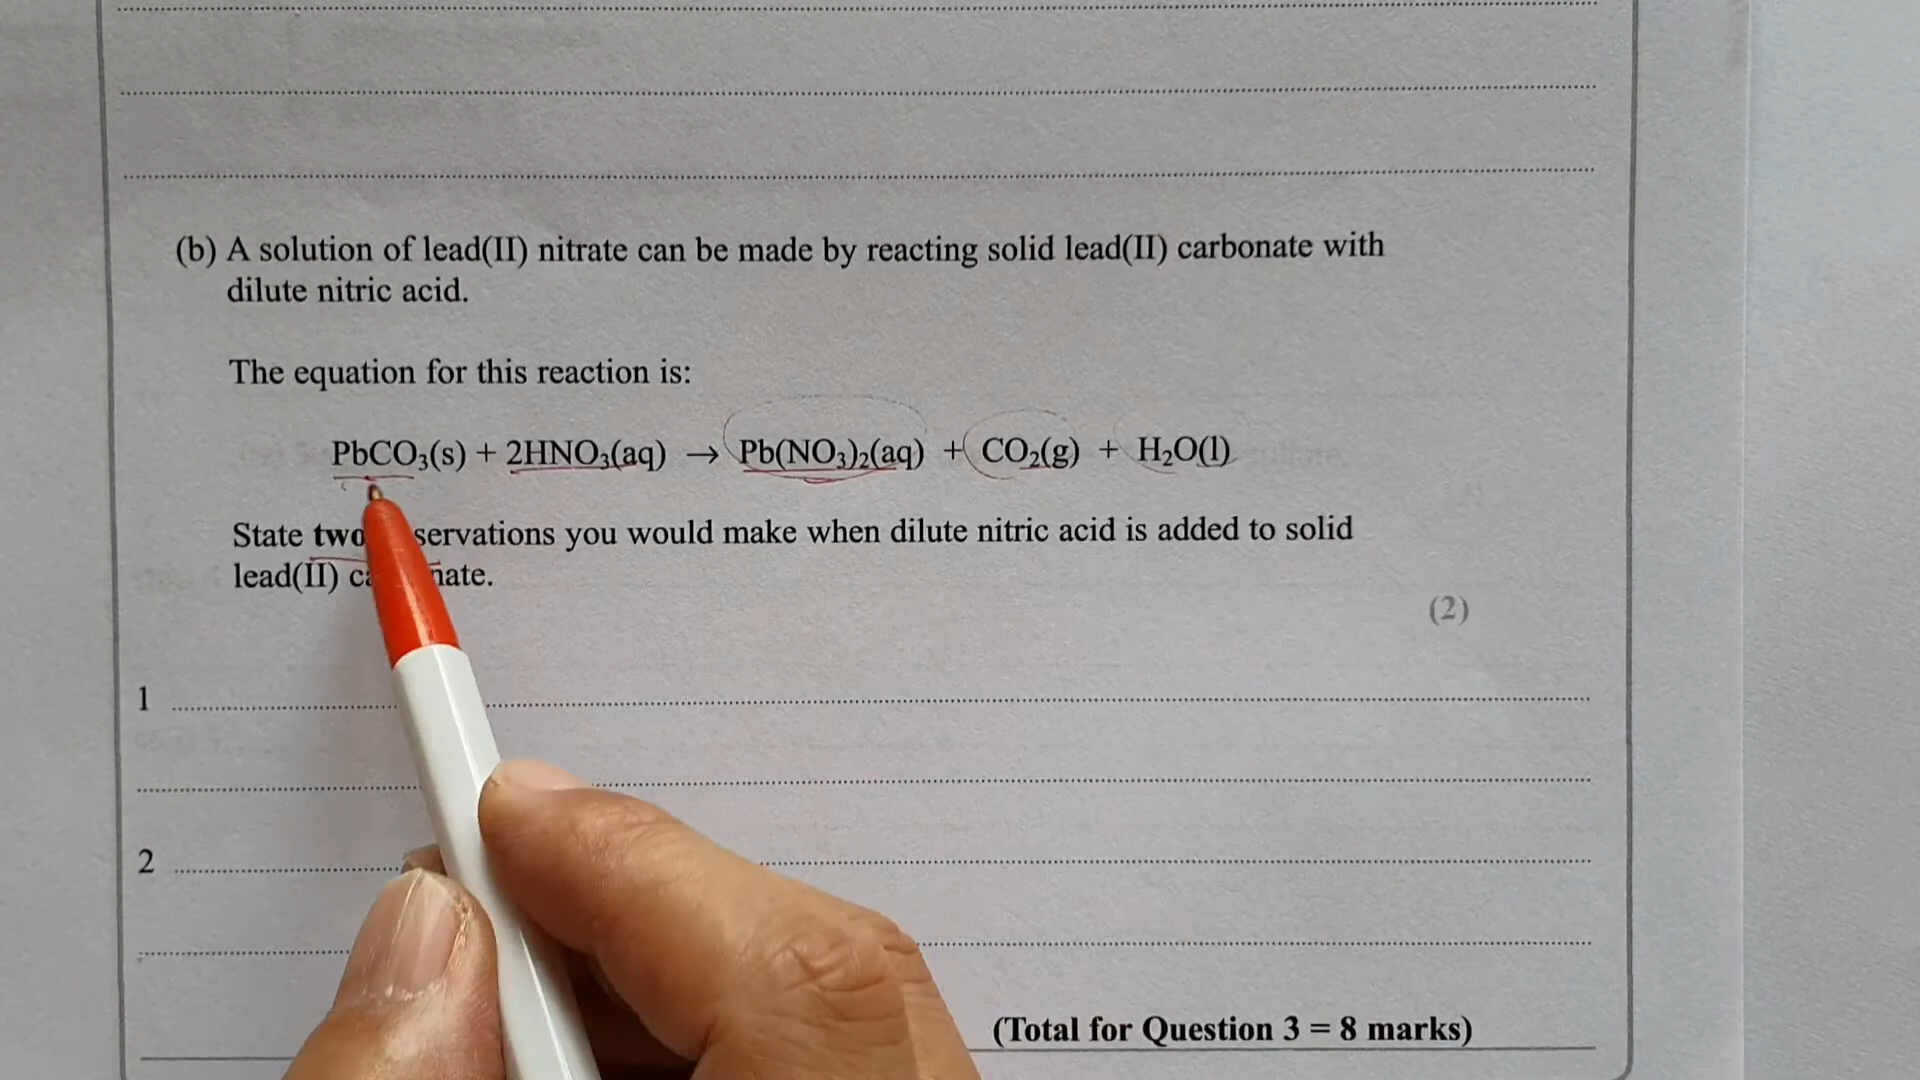 (b) A solution of lead(II) nitrate can be made by reacting solid lead(II) carbonate with
dilute nitric acid.
The equation for this reaction is:
PbCO₃(s) + 2HNO₃(aq) → Pb(NO₃)₂(aq) + CO₂(g) + H₂O(l)
State two servations you would make when dilute nitric acid is added to solid
lead(II) ca nate.
(2)
1
2
(Total for Question 3 = 8 marks)